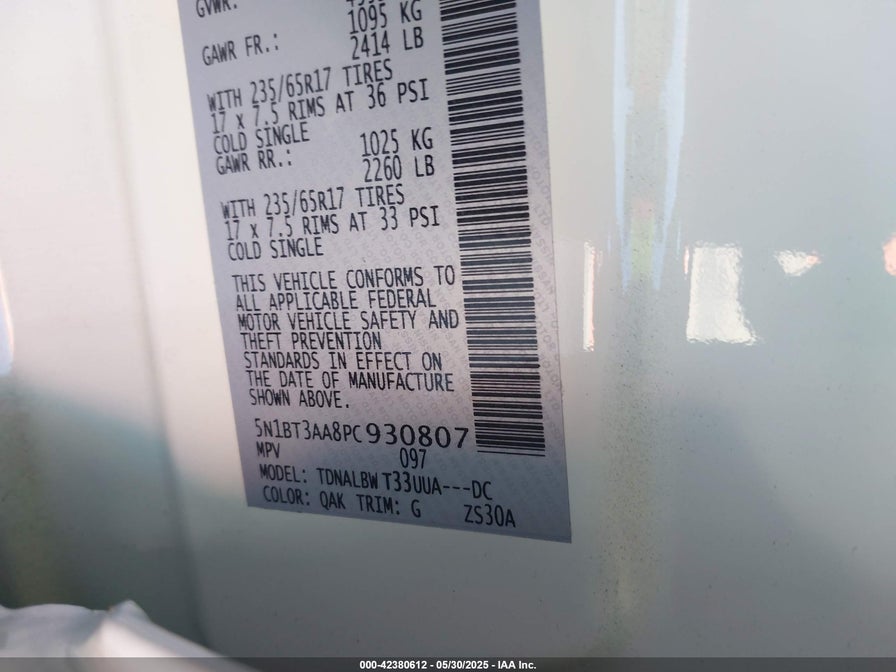 GVWR:
1095 KG
GAWR FR.: 2414 LB
WITH 235/65R17 TIRES
17 x 7.5 RIMS AT 36 PSI
COLD SINGLE
1025 KG
GAWR RR.: 2260 LB
WITH 235/65R17 TIRES
17 x 7.5 RIMS AT 33 PSI
COLD SINGLE
THIS VEHICLE CONFORMS TO
ALL APPLICABLE FEDERAL
MOTOR VEHICLE SAFETY AND
THEFT PREVENTION
STANDARDS IN EFFECT ON
THE DATE OF MANUFACTURE
SHOWN ABOVE.
5N1BT3AA8PC930807
MPV 097
MODEL: TDNALBW T33UUA---DC
COLOR: QAK TRIM: G ZS30A
000-42380612 - 05/30/2025 - IAA Inc.